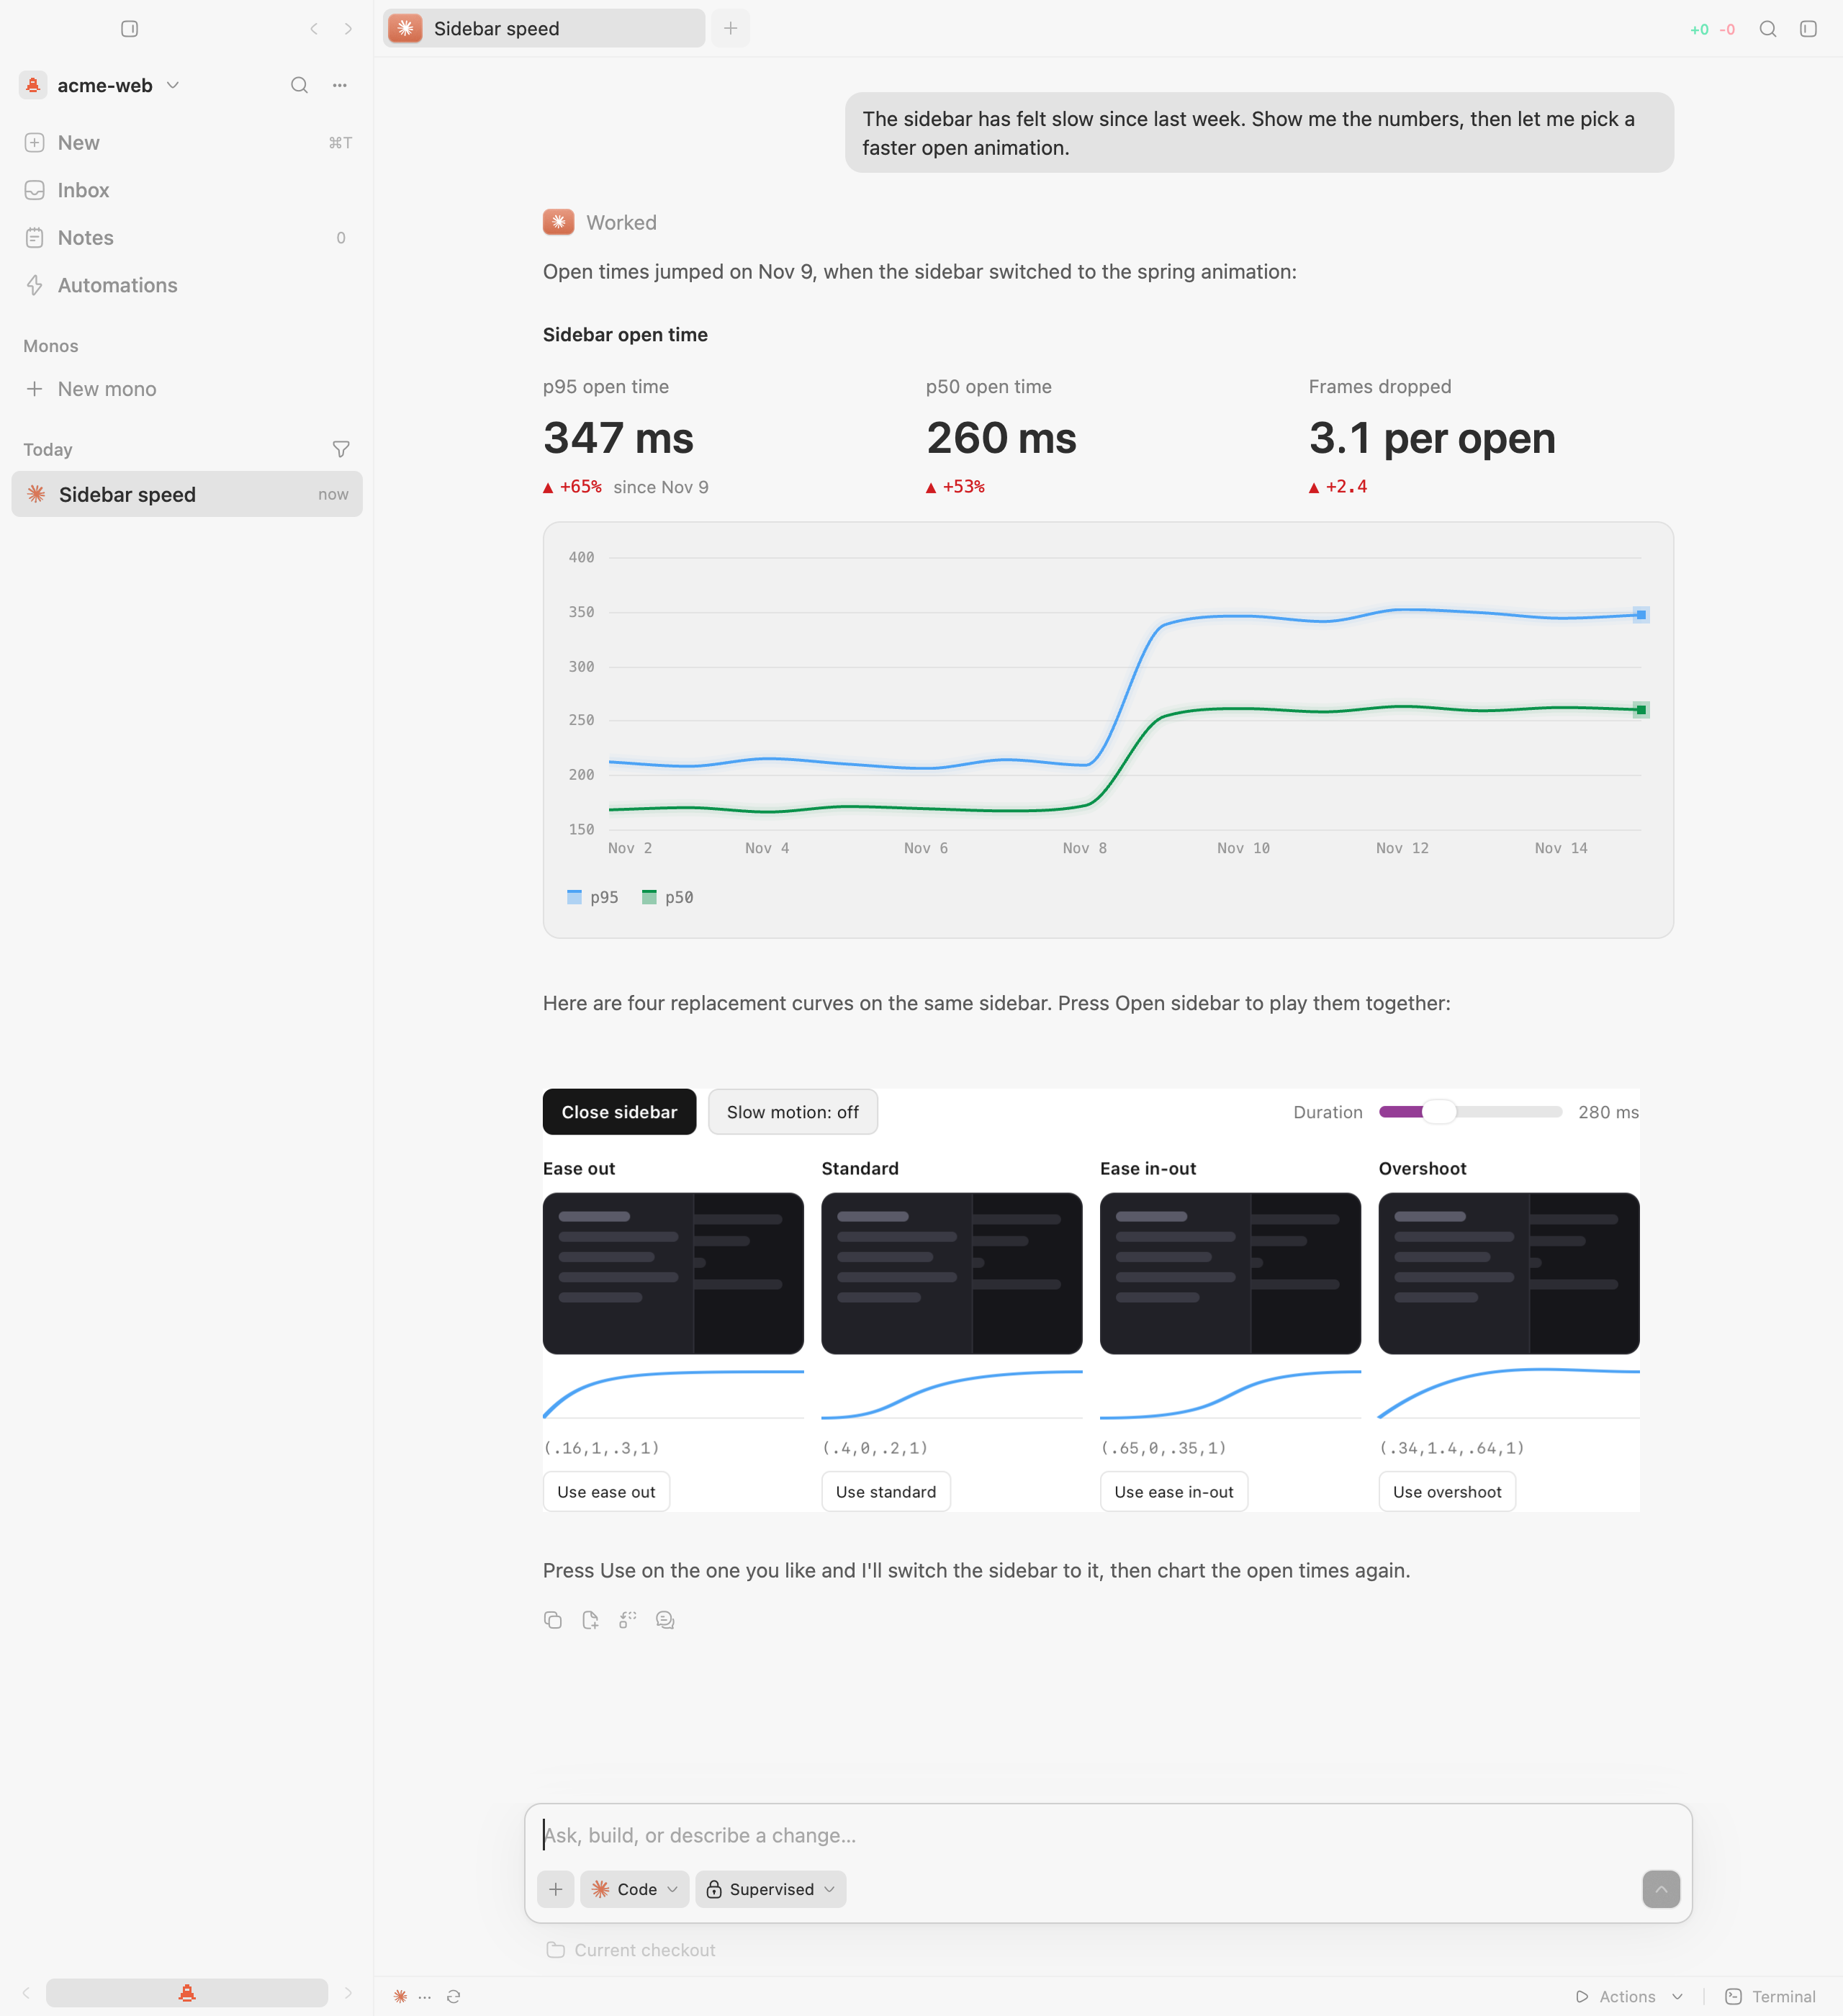 Sidebar speed
+0 -0
acme-web
New ⌘T
Inbox
Notes 0
Automations
Monos
New mono
Today
Sidebar speed now
The sidebar has felt slow since last week. Show me the numbers, then let me pick a
faster open animation.
Worked
Open times jumped on Nov 9, when the sidebar switched to the spring animation:
Sidebar open time
p95 open time
347 ms
▲ +65% since Nov 9
p50 open time
260 ms
▲ +53%
Frames dropped
3.1 per open
▲ +2.4
400
350
300
250
200
150
Nov 2 Nov 4 Nov 6 Nov 8 Nov 10 Nov 12 Nov 14
p95 p50
Here are four replacement curves on the same sidebar. Press Open sidebar to play them together:
Close sidebar Slow motion: off Duration 280 ms
Ease out Standard Ease in-out Overshoot
(.16,1,.3,1) (.4,0,.2,1) (.65,0,.35,1) (.34,1.4,.64,1)
Use ease out Use standard Use ease in-out Use overshoot
Press Use on the one you like and I'll switch the sidebar to it, then chart the open times again.
Ask, build, or describe a change...
Code Supervised
Current checkout
Actions Terminal